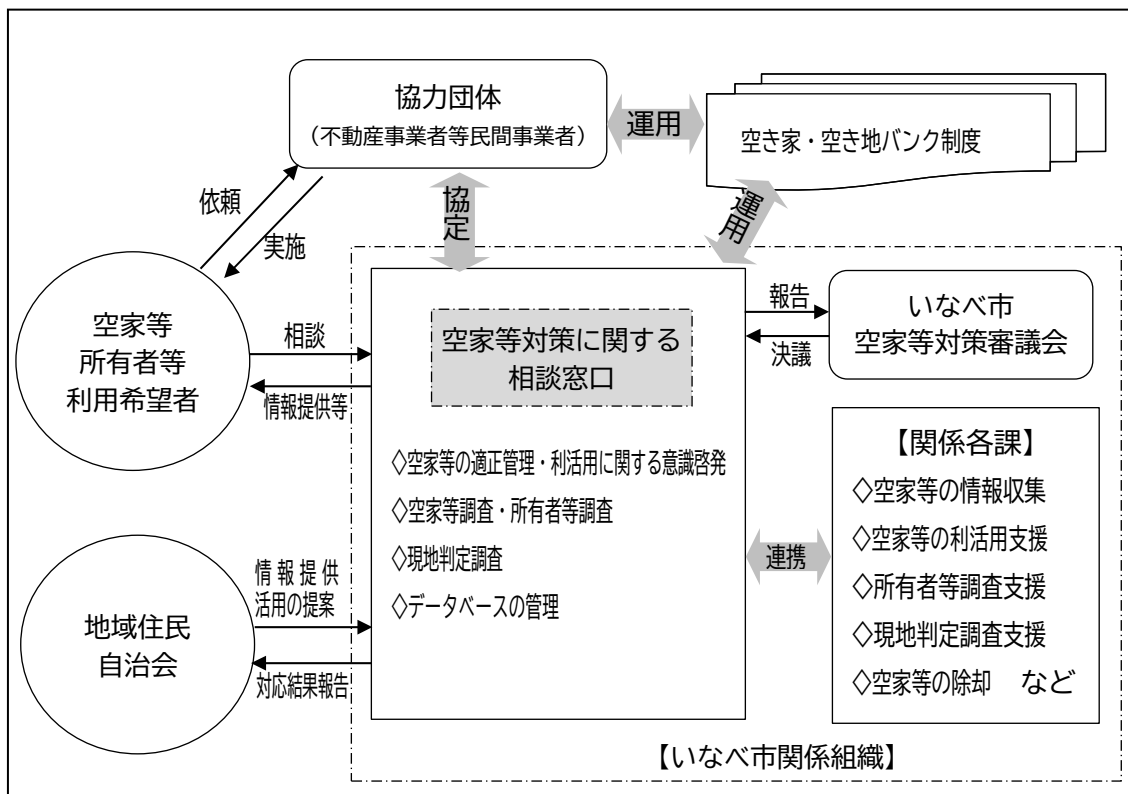 協力団体
（不動産事業者等民間事業者）
運用
空き家・空き地バンク制度
依頼
実施
協定
運用
空家等
所有者等
利用希望者
相談
情報提供等
空家等対策に関する
相談窓口
報告
決議
いなべ市
空家等対策審議会
◇空家等の適正管理・利活用に関する意識啓発
◇空家等調査・所有者等調査
◇現地判定調査
◇データベースの管理
連携
【関係各課】
◇空家等の情報収集
◇空家等の利活用支援
◇所有者等調査支援
◇現地判定調査支援
◇空家等の除却　など
地域住民
自治会
情報提供
活用の提案
対応結果報告
【いなべ市関係組織】